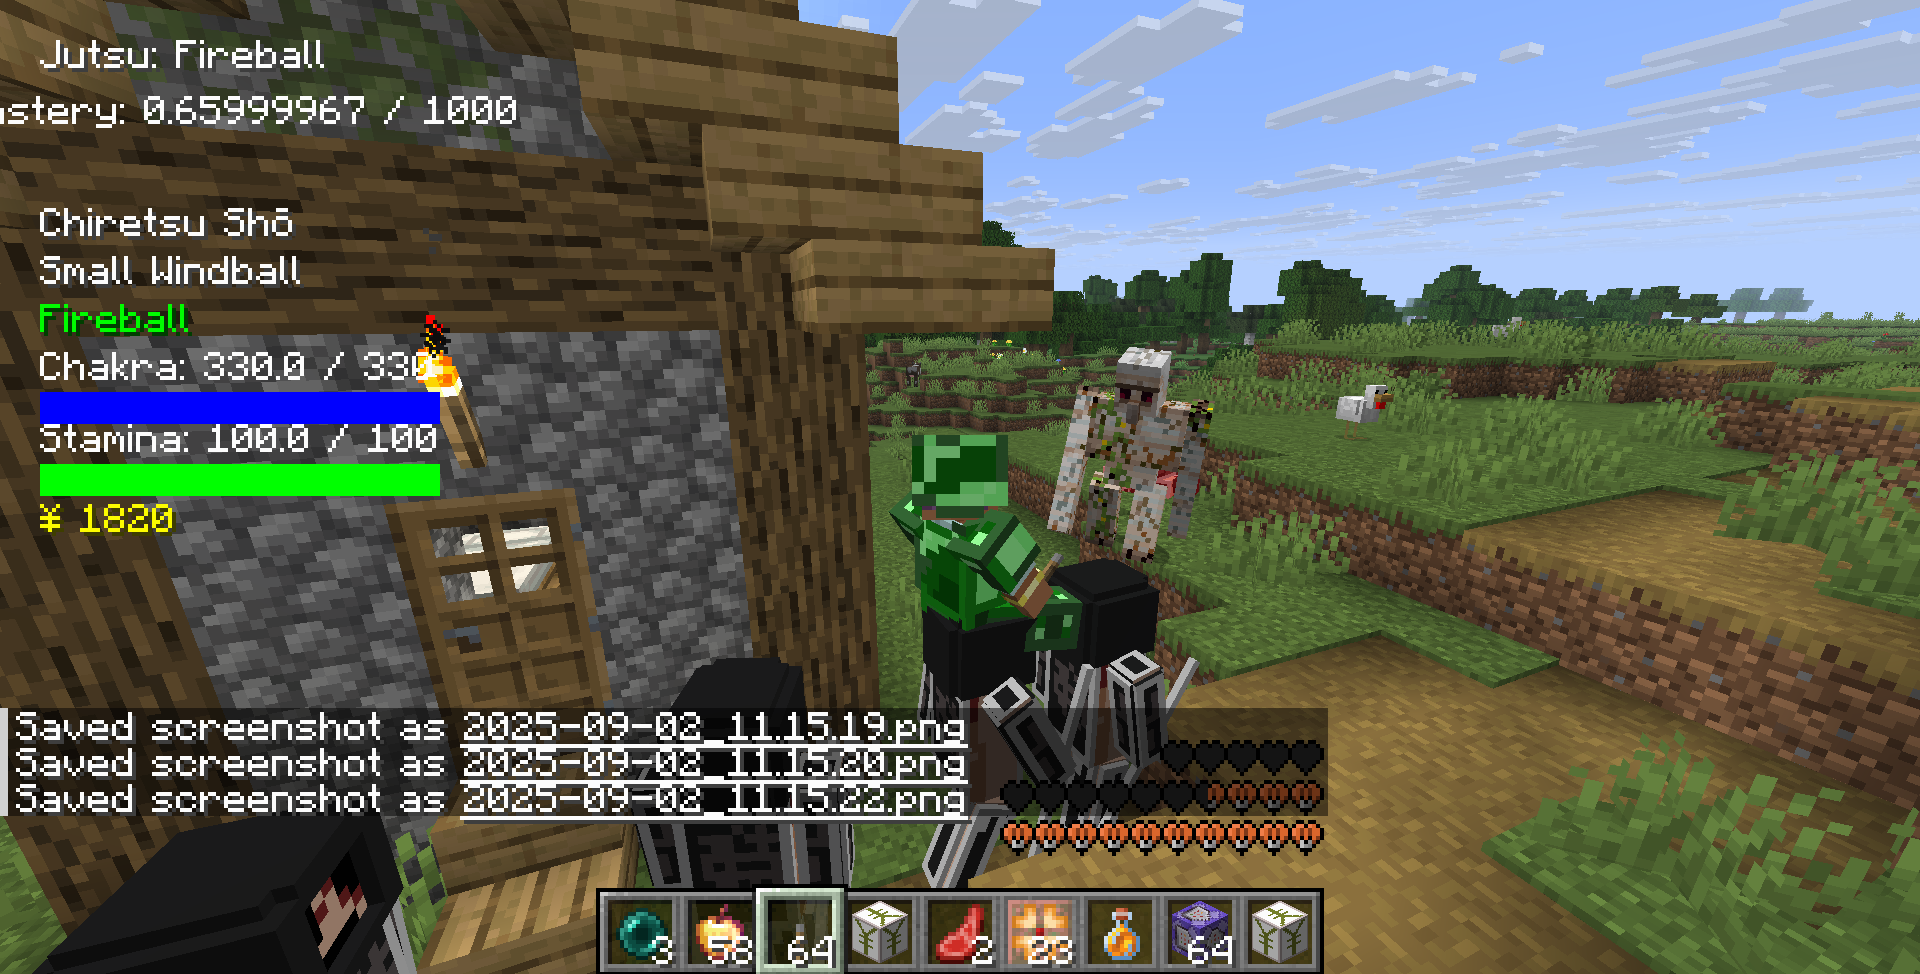 Jutsu: Fireball
astery: 0.65999967 / 1000
Chiretsu Shō
Small Windball
Fireball
Chakra: 330.0 / 330
Stamina: 100.0 / 100
¥ 1820
Saved screenshot as 2025-09-02_11.15.19.png
Saved screenshot as 2025-09-02_11.15.20.png
Saved screenshot as 2025-09-02_11.15.22.png
3 58 64 2 28 64